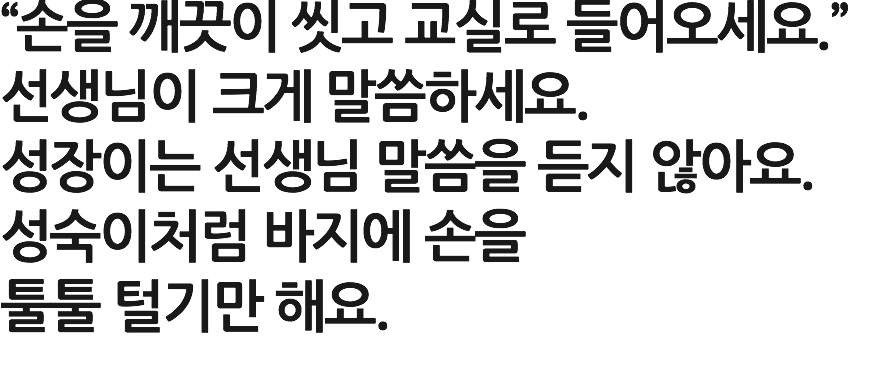 “손을 깨끗이 씻고 교실로 들어오세요.”
선생님이 크게 말씀하세요.
성장이는 선생님 말씀을 듣지 않아요.
성숙이처럼 바지에 손을
툴툴 털기만 해요.